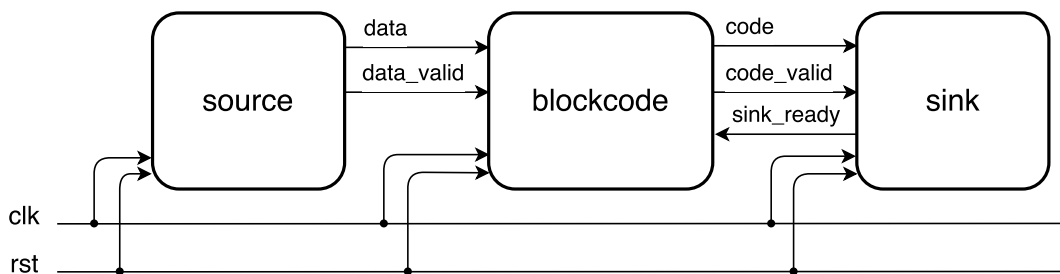 data
code
data_valid
code_valid
source
blockcode
sink
sink_ready
clk
rst